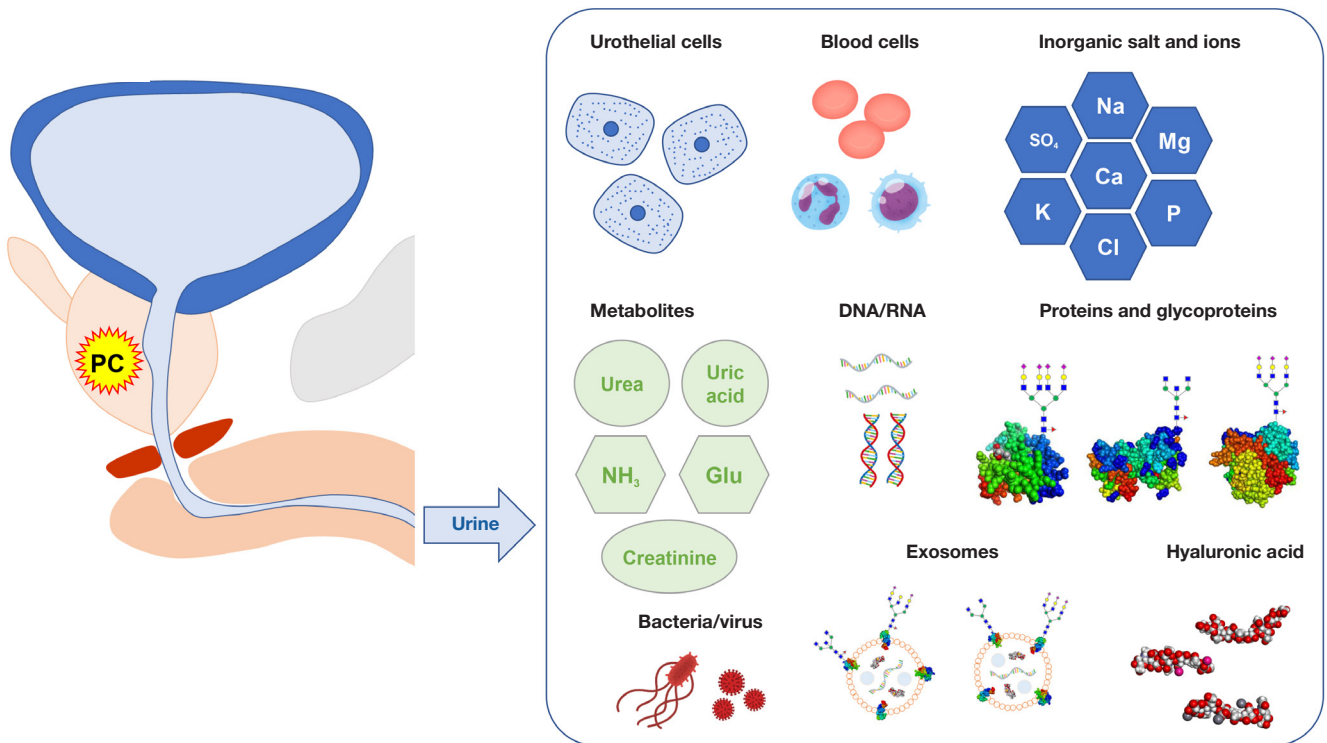 Urothelial cells
Blood cells
Inorganic salt and ions
Na
SO₄
Mg
Ca
K
P
Cl
PC
Urine
Metabolites
Urea
Uric
acid
NH₃
Glu
Creatinine
DNA/RNA
Proteins and glycoproteins
Bacteria/virus
Exosomes
Hyaluronic acid